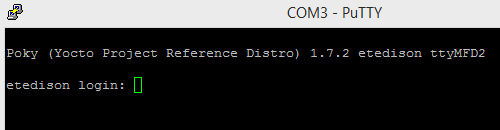 COM3 - PuTTY
Poky (Yocto Project Reference Distro) 1.7.2 etedison ttyMFD2
etedison login: